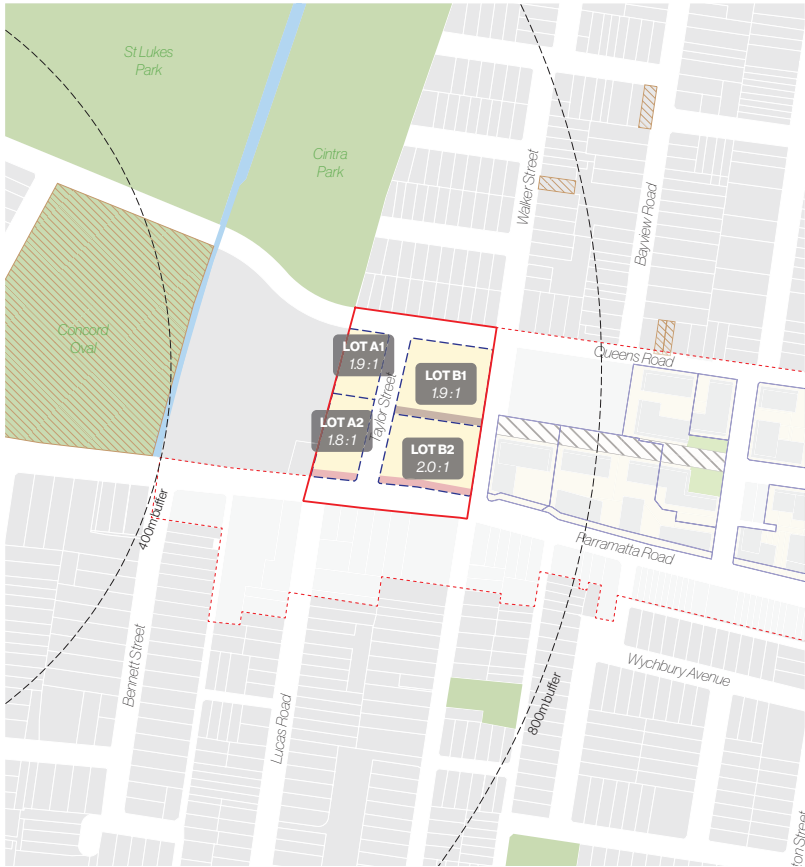 St Lukes
Park
Cintra
Park
Walker Street
Bayview Road
Concord
Oval
LOT A1
1.9 : 1
Queens Road
LOT B1
1.9 : 1
Taylor Street
LOT A2
1.8 : 1
LOT B2
2.0 : 1
400m buffer
Parramatta Road
Bennett Street
Wychbury Avenue
Lucas Road
800m buffer
ton Street